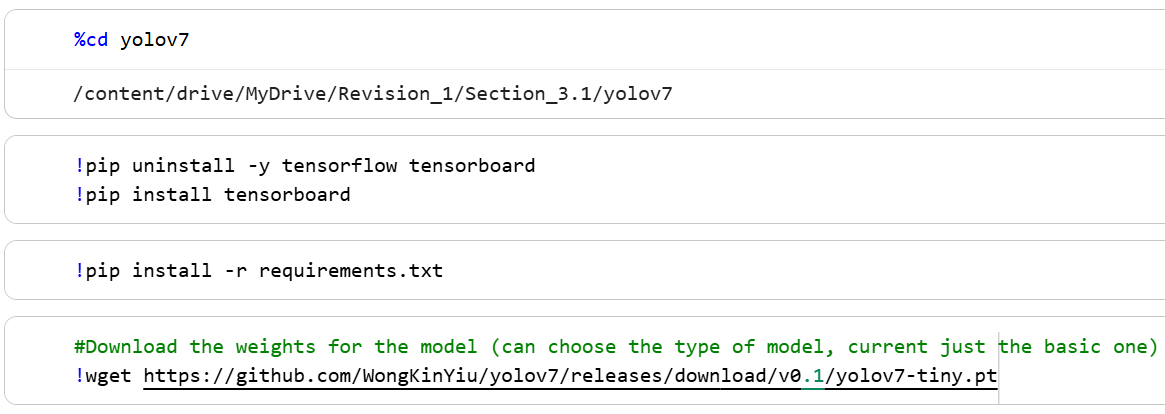 %cd yolov7
/content/drive/MyDrive/Revision_1/Section_3.1/yolov7
!pip uninstall -y tensorflow tensorboard
!pip install tensorboard
!pip install -r requirements.txt
#Download the weights for the model (can choose the type of model, current just the basic one)
!wget https://github.com/WongKinYiu/yolov7/releases/download/v0.1/yolov7-tiny.pt